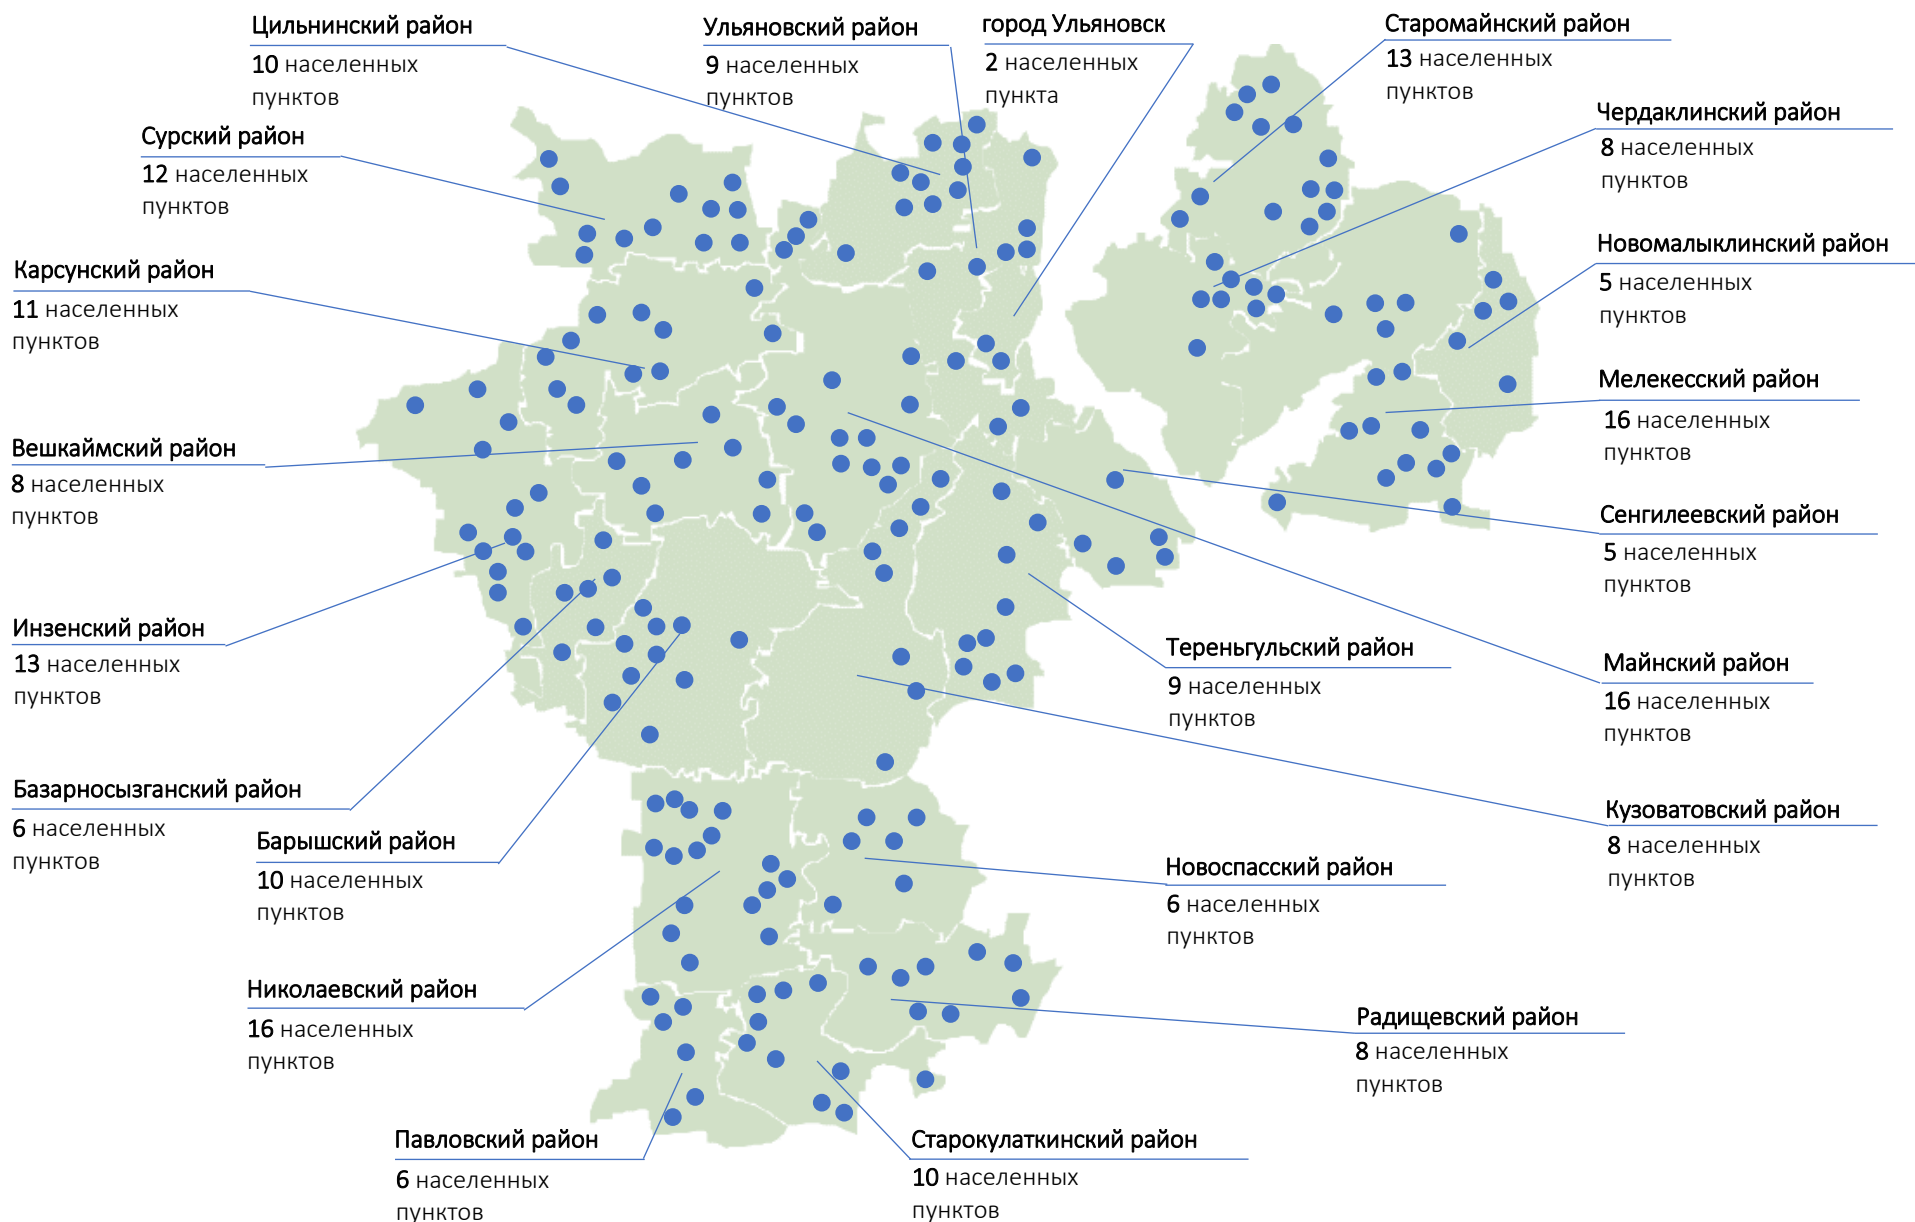 Цильнинский район
10 населенных
пунктов
Ульяновский район
9 населенных
пунктов
город Ульяновск
2 населенных
пункта
Старомайнский район
13 населенных
пунктов
Чердаклинский район
8 населенных
пунктов
Сурский район
12 населенных
пунктов
Новомалыклинский район
5 населенных
пунктов
Карсунский район
11 населенных
пунктов
Мелекесский район
16 населенных
пунктов
Вешкаймский район
8 населенных
пунктов
Сенгилеевский район
5 населенных
пунктов
Инзенский район
13 населенных
пунктов
Тереньгульский район
9 населенных
пунктов
Майнский район
16 населенных
пунктов
Базарносызганский район
6 населенных
пунктов
Барышский район
10 населенных
пунктов
Кузоватовский район
8 населенных
пунктов
Новоспасский район
6 населенных
пунктов
Николаевский район
16 населенных
пунктов
Радищевский район
8 населенных
пунктов
Павловский район
6 населенных
пунктов
Старокулаткинский район
10 населенных
пунктов